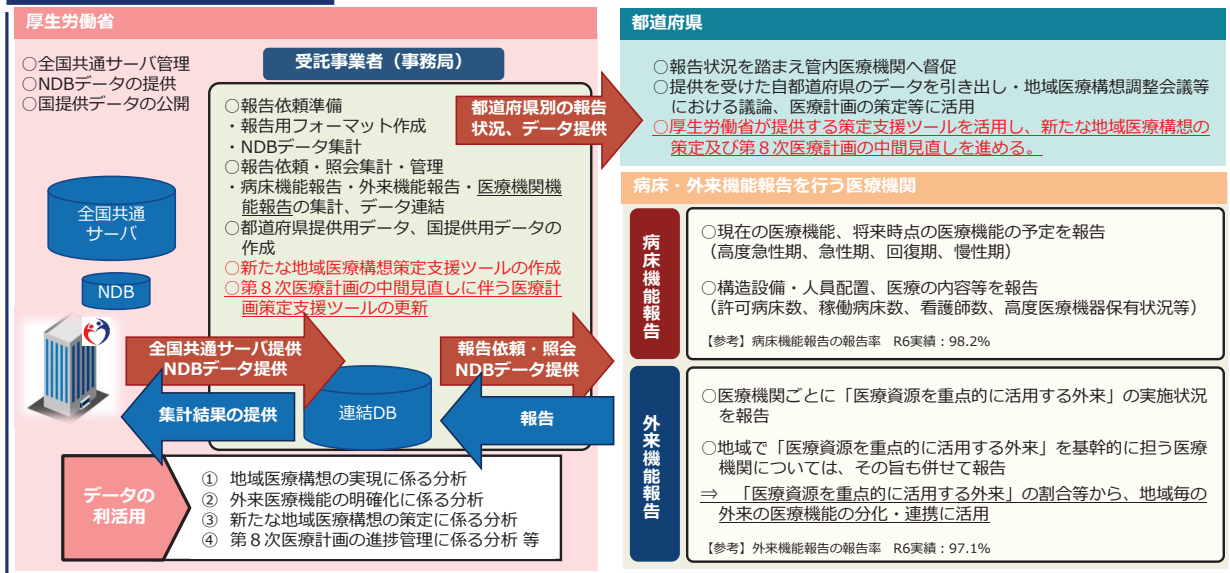 厚生労働省
○全国共通サーバ管理
○NDBデータの提供
○国提供データの公開
全国共通
サーバ
NDB
受託事業者（事務局）
○報告依頼準備
・報告用フォーマット作成
・NDBデータ集計
○報告依頼・照会集計・管理
・病床機能報告・外来機能報告・医療機関機
能報告の集計、データ連結
○都道府県提供用データ、国提供用データの
作成
○新たな地域医療構想策定支援ツールの作成
○第８次医療計画の中間見直しに伴う医療計
画策定支援ツールの更新
都道府県別の報告
状況、データ提供
全国共通サーバ提供
NDBデータ提供
集計結果の提供
連結DB
報告依頼・照会
NDBデータ提供
報告
データの
利活用
① 地域医療構想の実現に係る分析
② 外来医療機能の明確化に係る分析
③ 新たな地域医療構想の策定に係る分析
④ 第８次医療計画の進捗管理に係る分析 等
都道府県
○報告状況を踏まえ管内医療機関へ督促
○提供を受けた自都道府県のデータを引き出し・地域医療構想調整会議等
における議論、医療計画の策定等に活用
○厚生労働省が提供する策定支援ツールを活用し、新たな地域医療構想の
策定及び第８次医療計画の中間見直しを進める。
病床・外来機能報告を行う医療機関
病床機能報告
○現在の医療機能、将来時点の医療機能の予定を報告
（高度急性期、急性期、回復期、慢性期）
○構造設備・人員配置、医療の内容等を報告
（許可病床数、稼働病床数、看護師数、高度医療機器保有状況等）
【参考】病床機能報告の報告率 R6実績：98.2%
外来機能報告
○医療機関ごとに「医療資源を重点的に活用する外来」の実施状況
を報告
○地域で「医療資源を重点的に活用する外来」を基幹的に担う医療
機関については、その旨も併せて報告
⇒ 「医療資源を重点的に活用する外来」の割合等から、地域毎の
外来の医療機能の分化・連携に活用
【参考】外来機能報告の報告率 R6実績：97.1%